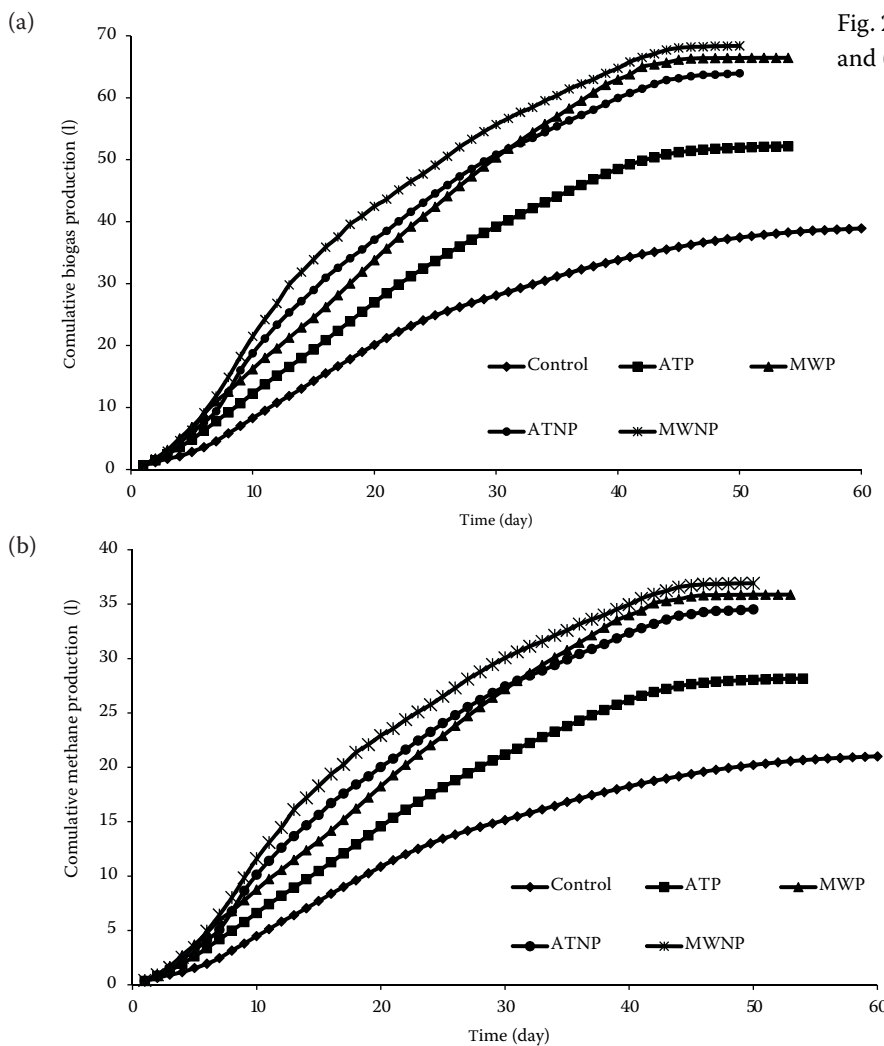 (a)
Fig. 2
and (
70
60
50
40
30
20
10
0
Comulative biogas production (l)
Control
ATP
MWP
ATNP
MWNP
0 10 20 30 40 50 60
Time (day)
(b)
40
35
30
25
20
15
10
5
0
Comulative methane production (l)
Control
ATP
MWP
ATNP
MWNP
0 10 20 30 40 50 60
Time (day)